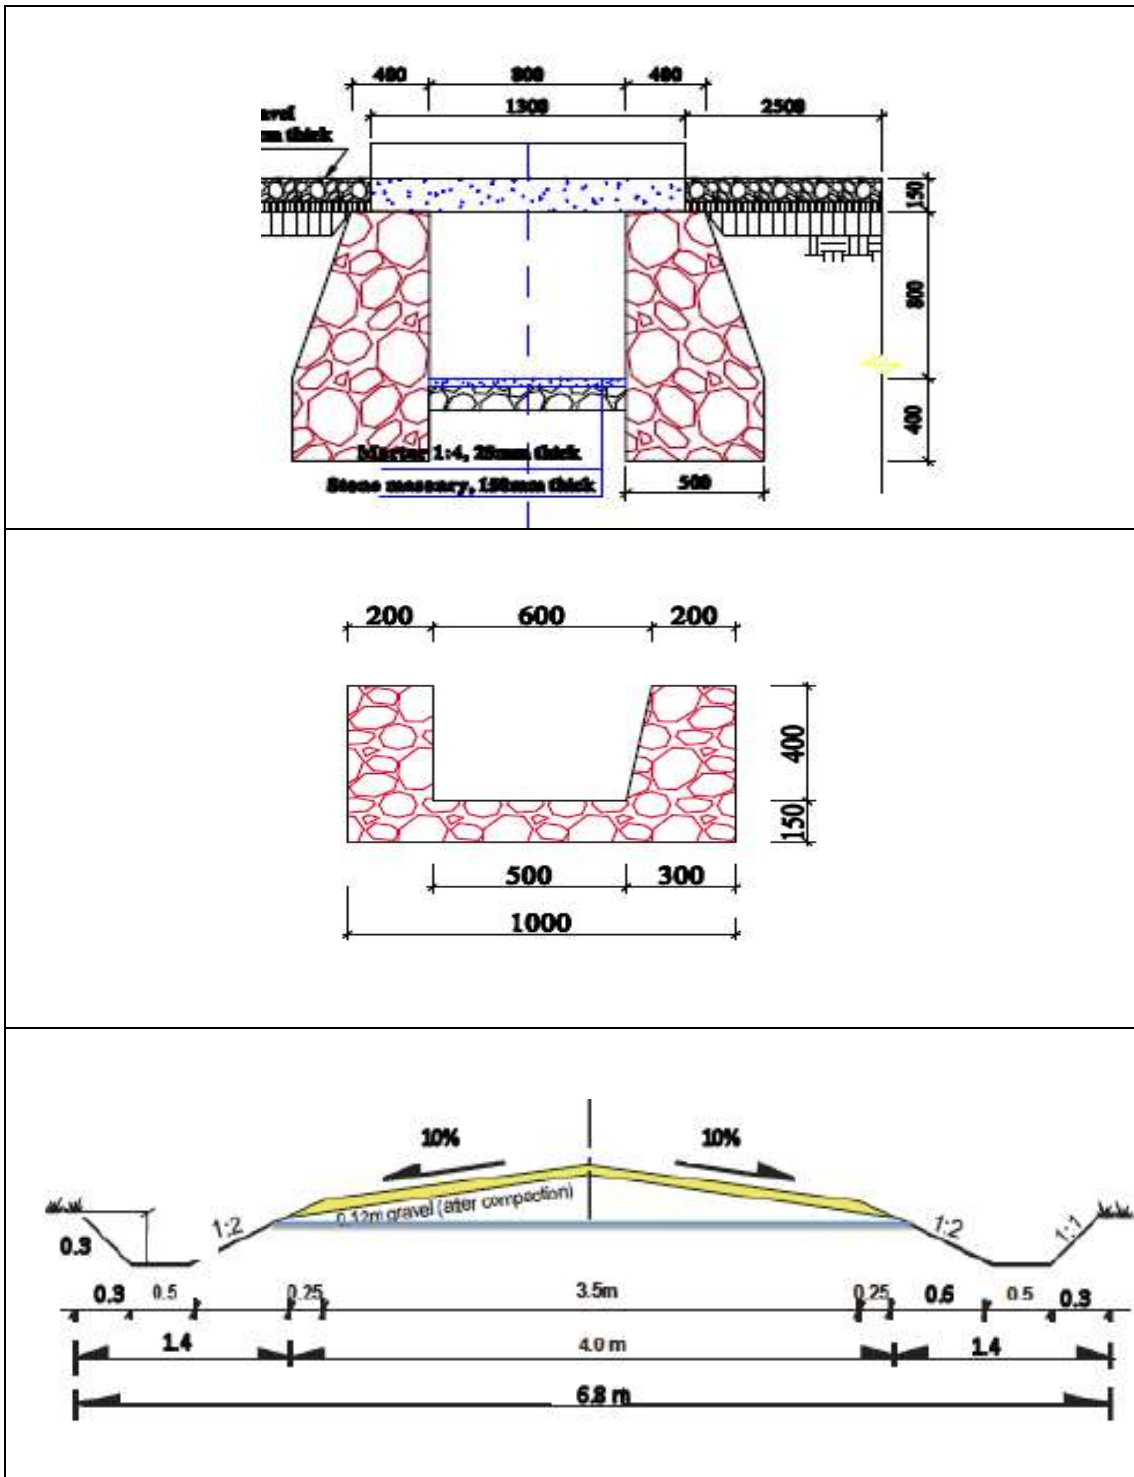 400 800 400
1300 2500
avel
m thick
150
800
400
Mortar 1:4, 25mm thick
Stone masonry, 150mm thick
500
200 600 200
400
150
500 300
1000
10% 10%
0.12m gravel (after compaction)
1:2 1:2 1:1
0.3
0.3 0.5 0.25 3.5m 0.25 0.6 0.5 0.3
1.4 4.0 m 1.4
6.8 m